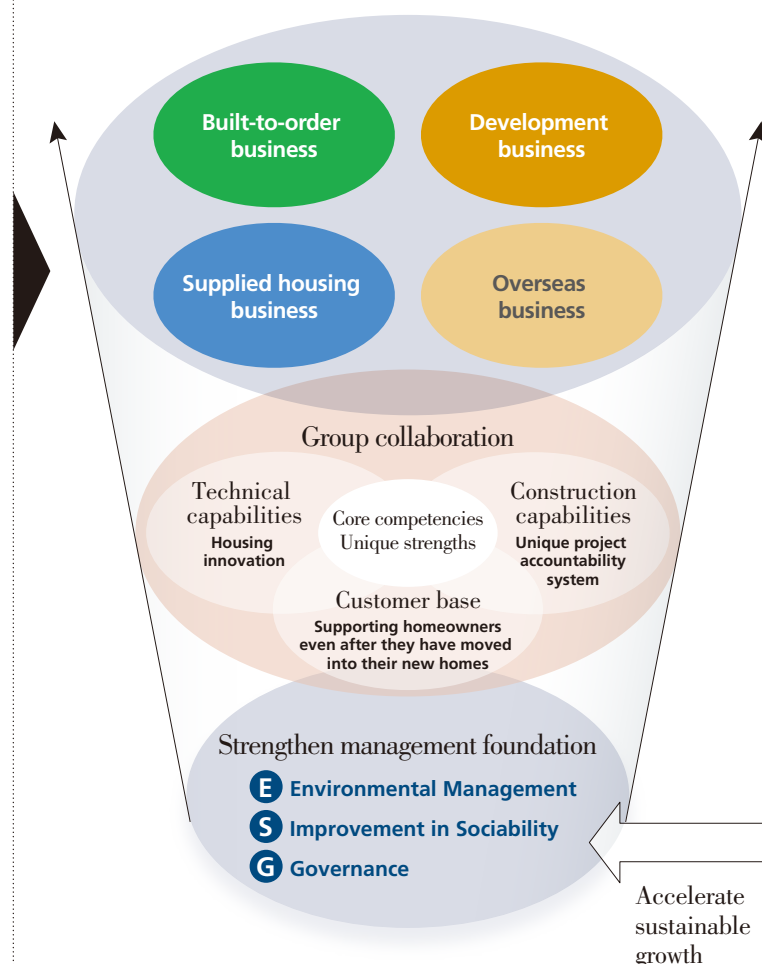 Built-to-order
business
Development
business
Supplied housing
business
Overseas
business
Group collaboration
Technical
capabilities
Housing
innovation
Core competencies
Unique strengths
Construction
capabilities
Unique project
accountability
system
Customer base
Supporting homeowners
even after they have moved
into their new homes
Strengthen management foundation
E Environmental Management
S Improvement in Sociability
G Governance
Accelerate
sustainable
growth